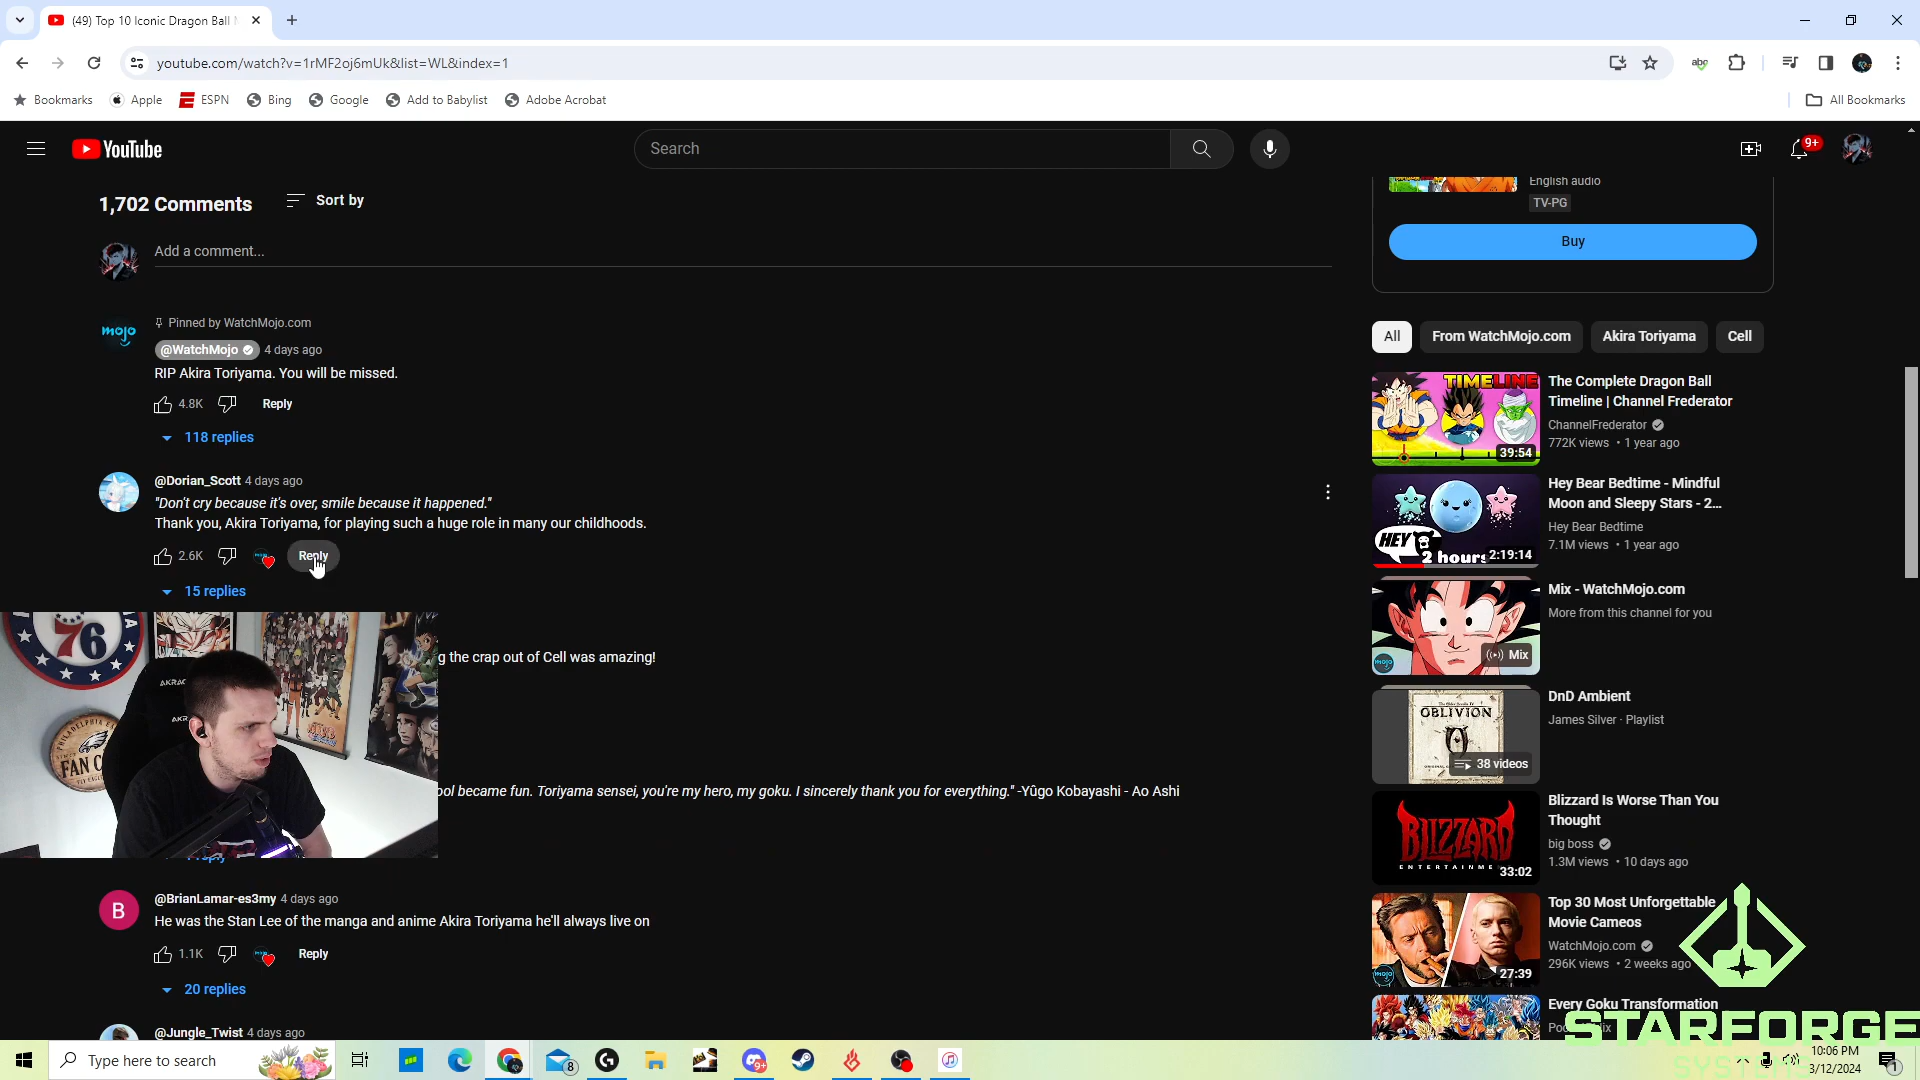 (49) Top 10 Iconic Dragon Ball
youtube.com/watch?v=1rMF2oj6mUk&list=WL&index=1
Bookmarks
Apple
ESPN
Bing
Google
Add to Babylist
Adobe Acrobat
All Bookmarks
YouTube
Search
9+
1,702 Comments
Sort by
Add a comment...
mojo
Pinned by WatchMojo.com
@WatchMojo 4 days ago
RIP Akira Toriyama. You will be missed.
4.8K
Reply
118 replies
@Dorian_Scott 4 days ago
"Don't cry because it's over, smile because it happened."
Thank you, Akira Toriyama, for playing such a huge role in many our childhoods.
2.6K
Reply
15 replies
g the crap out of Cell was amazing!
ool became fun. Toriyama sensei, you're my hero, my goku. I sincerely thank you for everything." -Yûgo Kobayashi - Ao Ashi
76
PHILADELPHIA
FAN C
B
@BrianLamar-es3my 4 days ago
He was the Stan Lee of the manga and anime Akira Toriyama he'll always live on
1.1K
Reply
20 replies
@Jungle_Twist 4 days ago
English audio
TV-PG
Buy
All
From WatchMojo.com
Akira Toriyama
Cell
TIMELINE
39:54
The Complete Dragon Ball
Timeline | Channel Frederator
ChannelFrederator
772K views • 1 year ago
HEY
2 hours
2:19:14
Hey Bear Bedtime - Mindful
Moon and Sleepy Stars - 2...
Hey Bear Bedtime
7.1M views • 1 year ago
mojo
Mix
Mix - WatchMojo.com
More from this channel for you
OBLIVION
38 videos
DnD Ambient
James Silver · Playlist
BLIZZARD
ENTERTAINME
33:02
Blizzard Is Worse Than You
Thought
big boss
1.3M views • 10 days ago
mojo
27:39
Top 30 Most Unforgettable
Movie Cameos
WatchMojo.com
296K views • 2 weeks ago
Every Goku Transformation
STARFORGE
SYSTEMS
Type here to search
8
9+
10:06 PM
3/12/2024
1